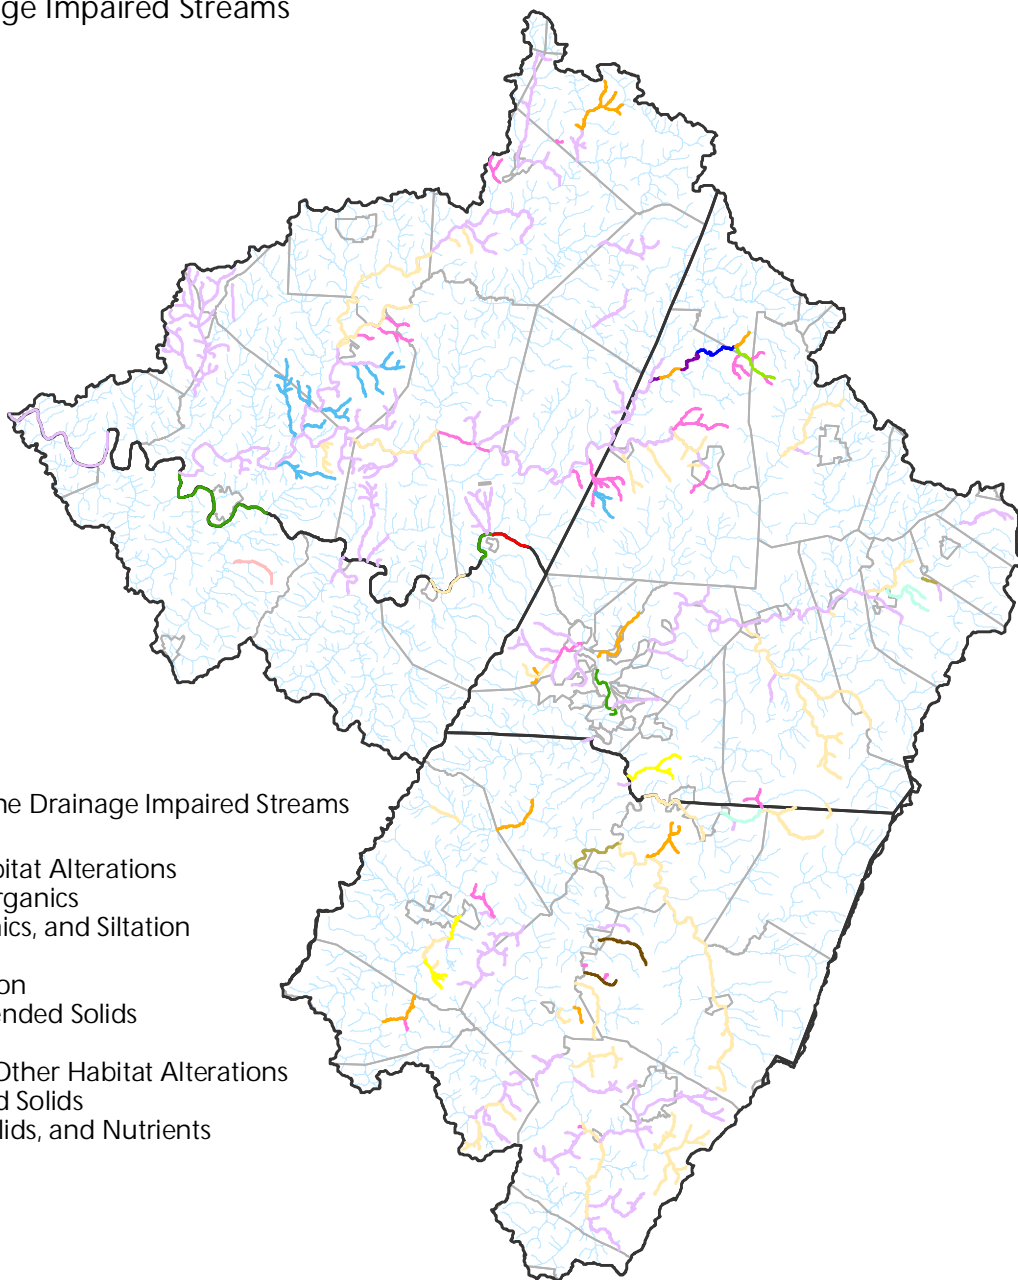 ge Impaired Streams
ne Drainage Impaired Streams
bitat Alterations
rganics
nics, and Siltation
on
ended Solids
Other Habitat Alterations
d Solids
lids, and Nutrients